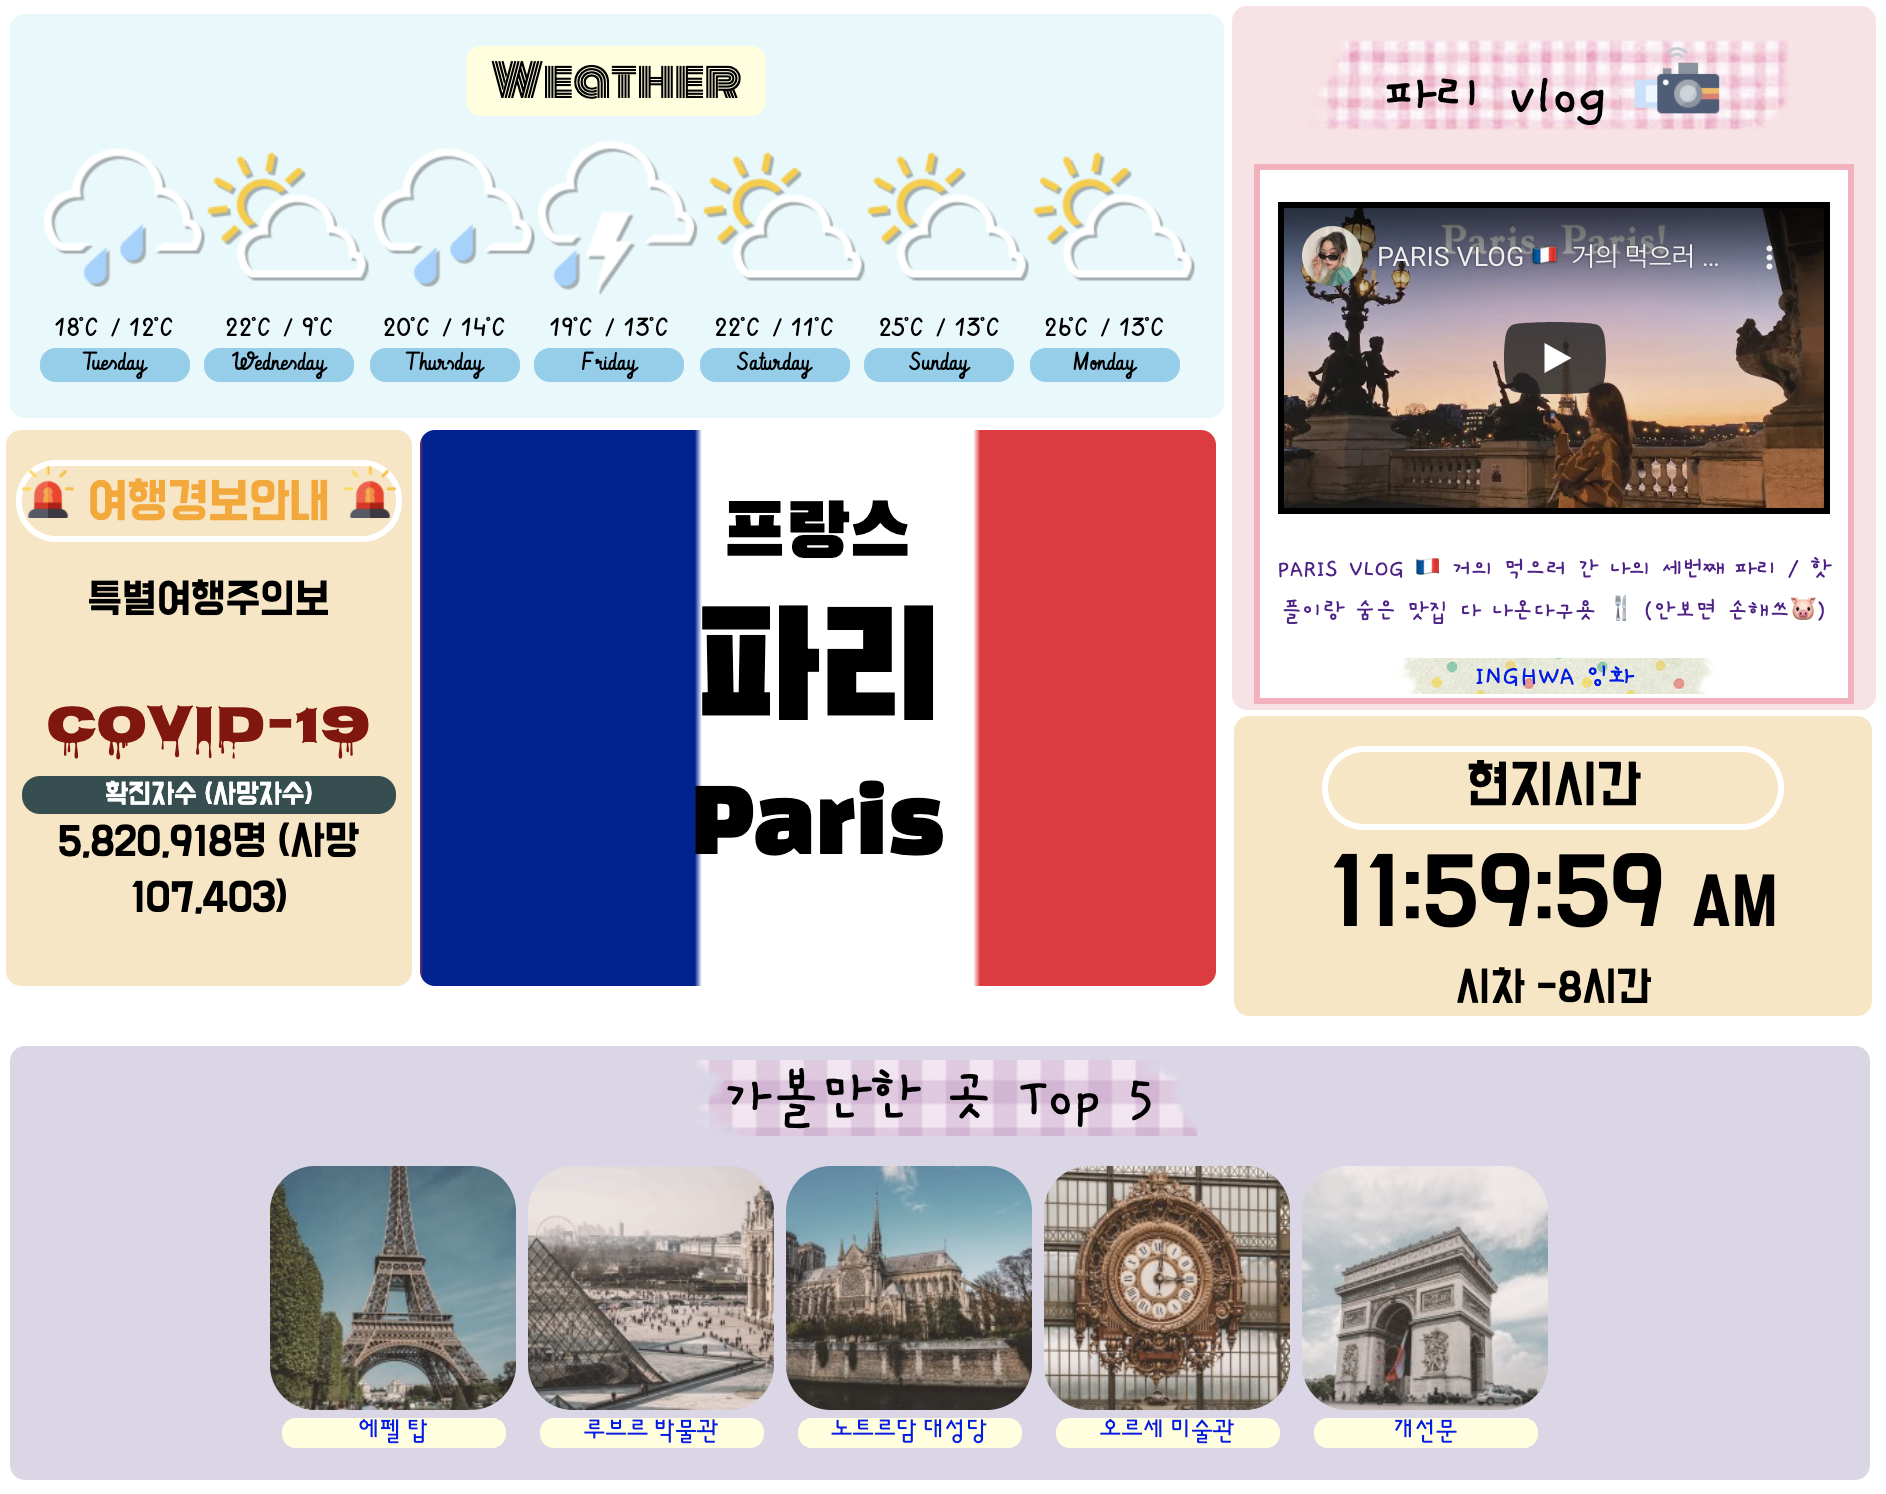 Weather
18°C / 12°C
Tuesday
22°C / 9°C
Wednesday
20°C / 14°C
Thursday
19°C / 13°C
Friday
22°C / 11°C
Saturday
25°C / 13°C
Sunday
26°C / 13°C
Monday
파리 vlog
Paris, Paris!
PARIS VLOG 🇫🇷 거의 먹으러 ...
PARIS VLOG 🇫🇷 거의 먹으러 간 나의 세번째 파리 / 핫
플이랑 숨은 맛집 다 나온다구욧 🍴 (안보면 손해쓰🐷)
INGHWA 잉화
🚨 여행경보안내 🚨
특별여행주의보
COVID-19
확진자수 (사망자수)
5,820,918명 (사망
107,403)
프랑스
파리
Paris
현지시간
11:59:59 AM
시차 -8시간
가볼만한 곳 Top 5
에펠 탑
루브르 박물관
노트르담 대성당
오르세 미술관
개선문